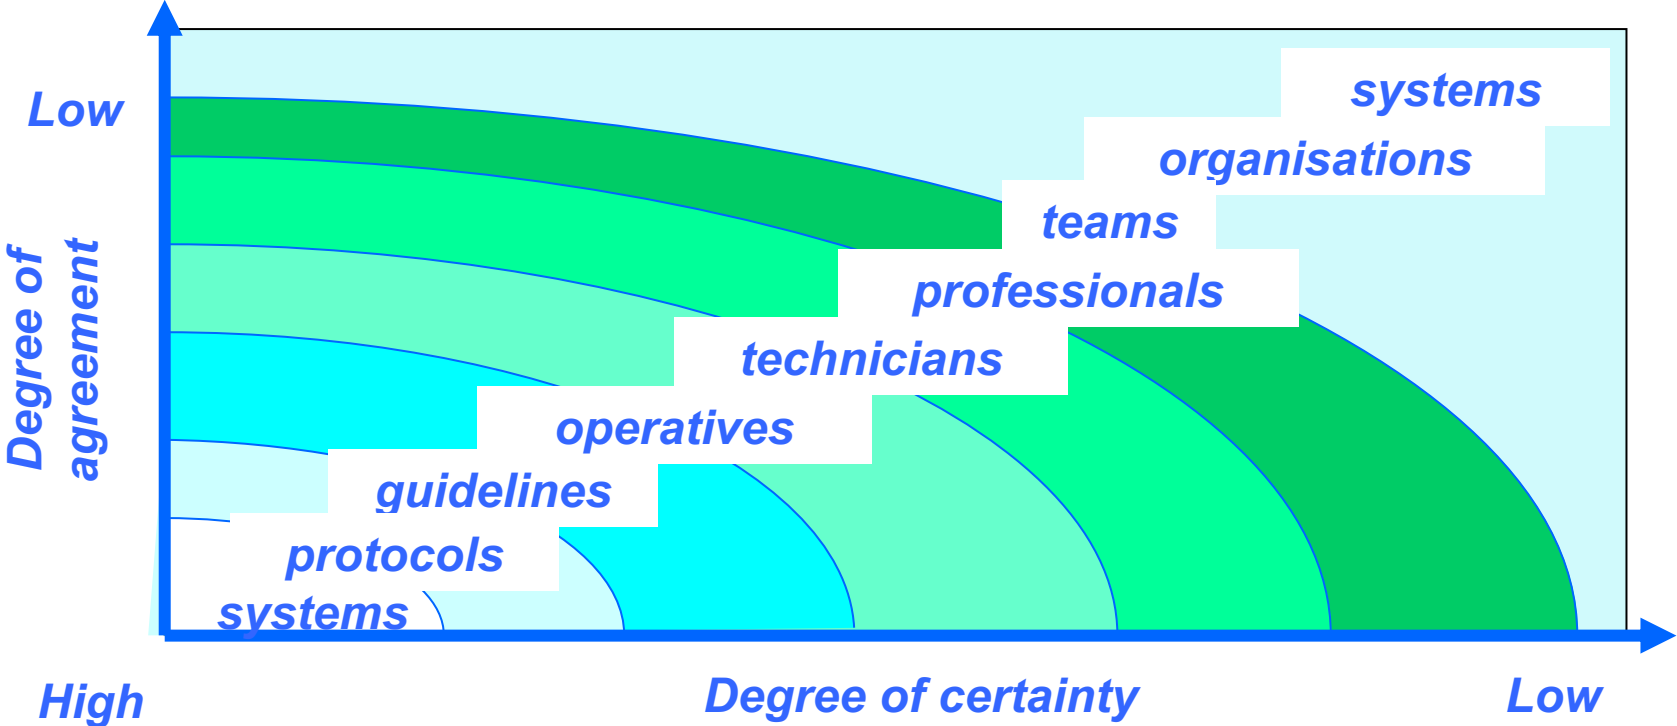 Low
systems
organisations
teams
Degree of
agreement
professionals
technicians
operatives
guidelines
protocols
systems
High
Degree of certainty
Low